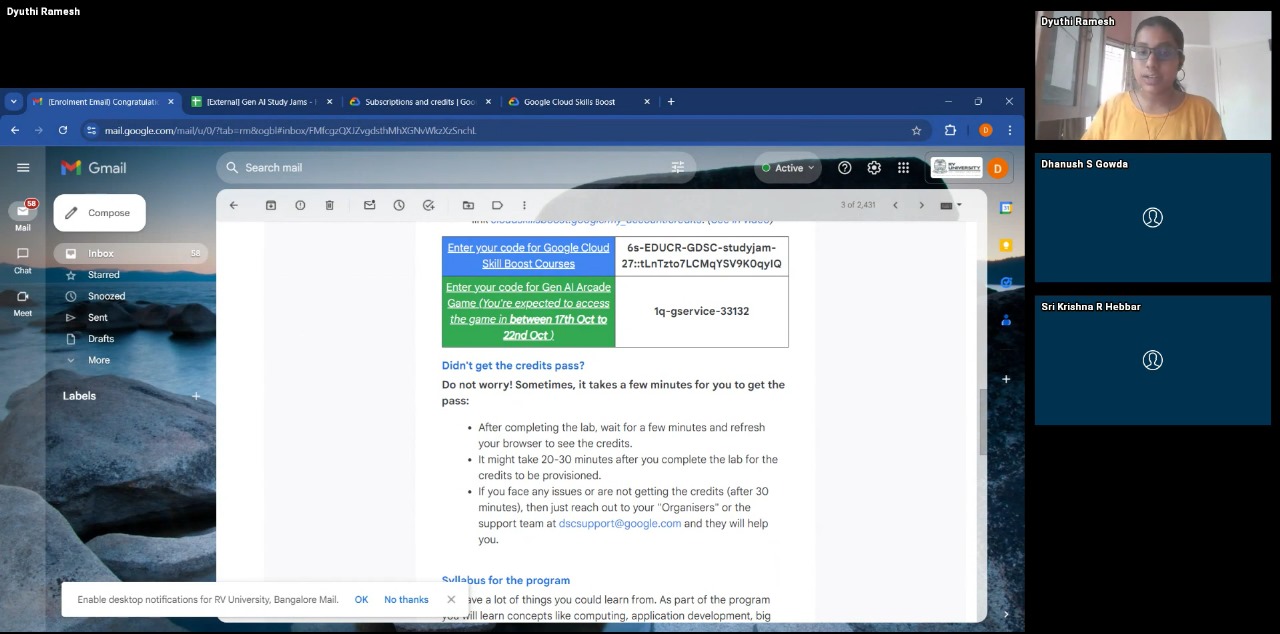 Dyuthi Ramesh
Dyuthi Ramesh
Dhanush S Gowda
Sri Krishna R Hebbar
(Enrolment Email) Congratulati
[External] Gen AI Study Jams -
Subscriptions and credits | Goo
Google Cloud Skills Boost
mail.google.com/mail/u/0/?tab=rm&ogbl#inbox/
Gmail
Search mail
Active
RV UNIVERSITY
D
58
Mail
Chat
Meet
Compose
Inbox 58
Starred
Snoozed
Sent
Drafts
More
Labels
3 of 2,431
Enter your code for Google Cloud
Skill Boost Courses
6s-EDUCR-GDSC-studyjam-
27::tLnTzto7LCMqYSV9K0qyIQ
Enter your code for Gen AI Arcade
Game (You're expected to access
the game in between 17th Oct to
22nd Oct )
1q-gservice-33132
Didn't get the credits pass?
Do not worry! Sometimes, it takes a few minutes for you to get the
pass:
• After completing the lab, wait for a few minutes and refresh
your browser to see the credits.
• It might take 20-30 minutes after you complete the lab for the
credits to be provisioned.
• If you face any issues or are not getting the credits (after 30
minutes), then just reach out to your "Organisers" or the
support team at dscsupport@google.com and they will help
you.
Syllabus for the program
ave a lot of things you could learn from. As part of the program
you will learn concepts like computing, application development, big
Enable desktop notifications for RV University, Bangalore Mail. OK No thanks